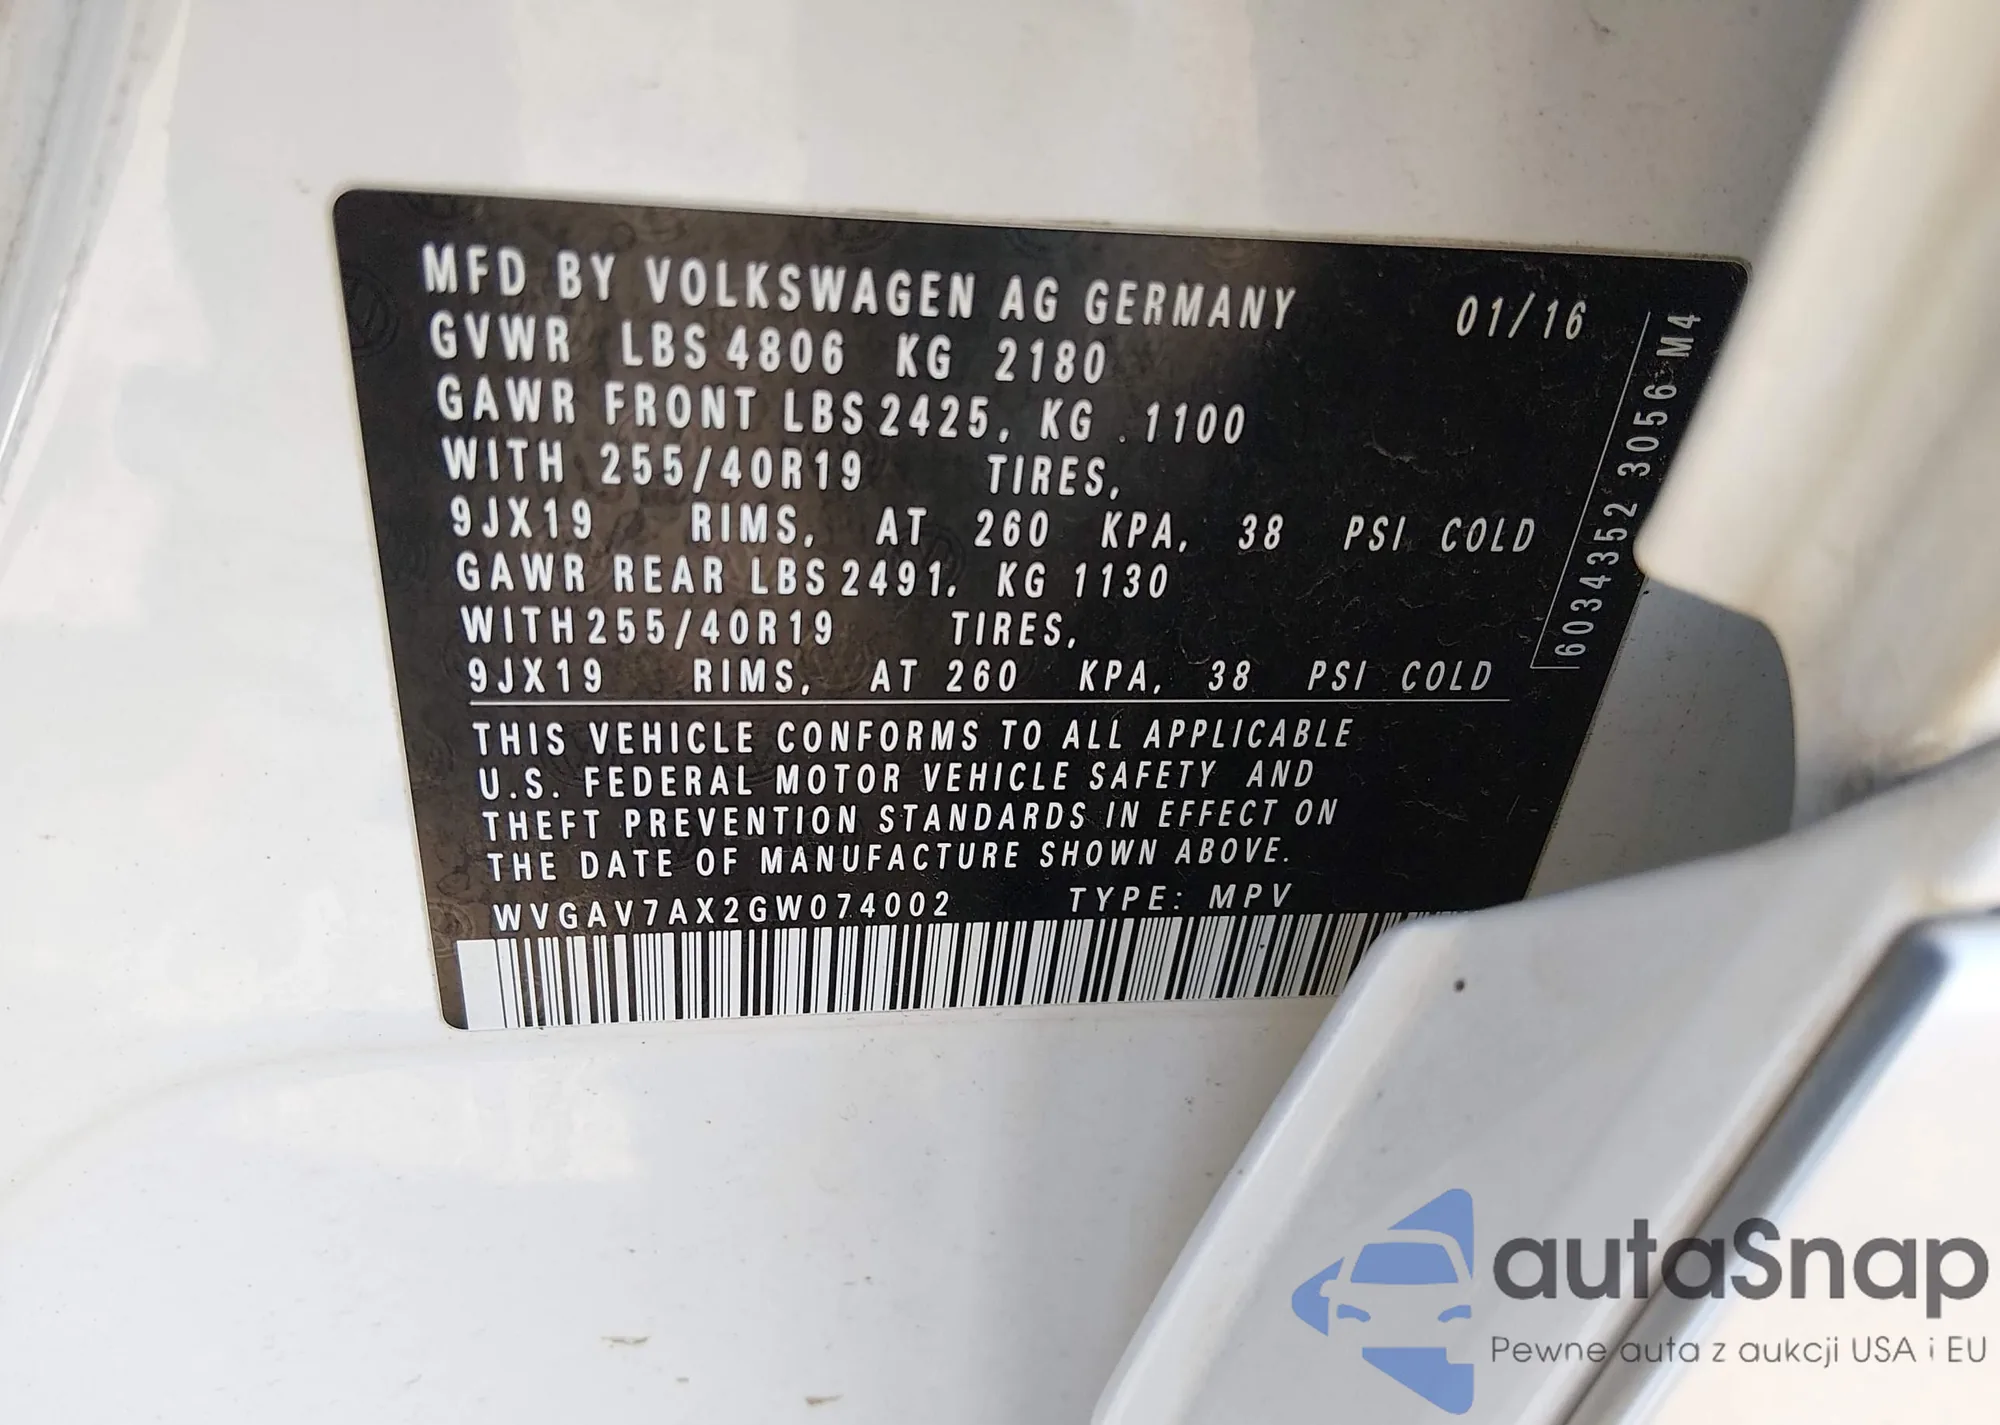 MFD BY VOLKSWAGEN AG GERMANY 01/16
GVWR LBS 4806 KG 2180
GAWR FRONT LBS 2425, KG .1100
WITH 255/40R19 TIRES,
9JX19 RIMS, AT 260 KPA, 38 PSI COLD
GAWR REAR LBS 2491, KG 1130
WITH 255/40R19 TIRES,
9JX19 RIMS, AT 260 KPA, 38 PSI COLD
THIS VEHICLE CONFORMS TO ALL APPLICABLE
U.S. FEDERAL MOTOR VEHICLE SAFETY AND
THEFT PREVENTION STANDARDS IN EFFECT ON
THE DATE OF MANUFACTURE SHOWN ABOVE.
WVGAV7AX2GW074002 TYPE: MPV
6034352 3056 M4
autaSnap
Pewne auta z aukcji USA i EU